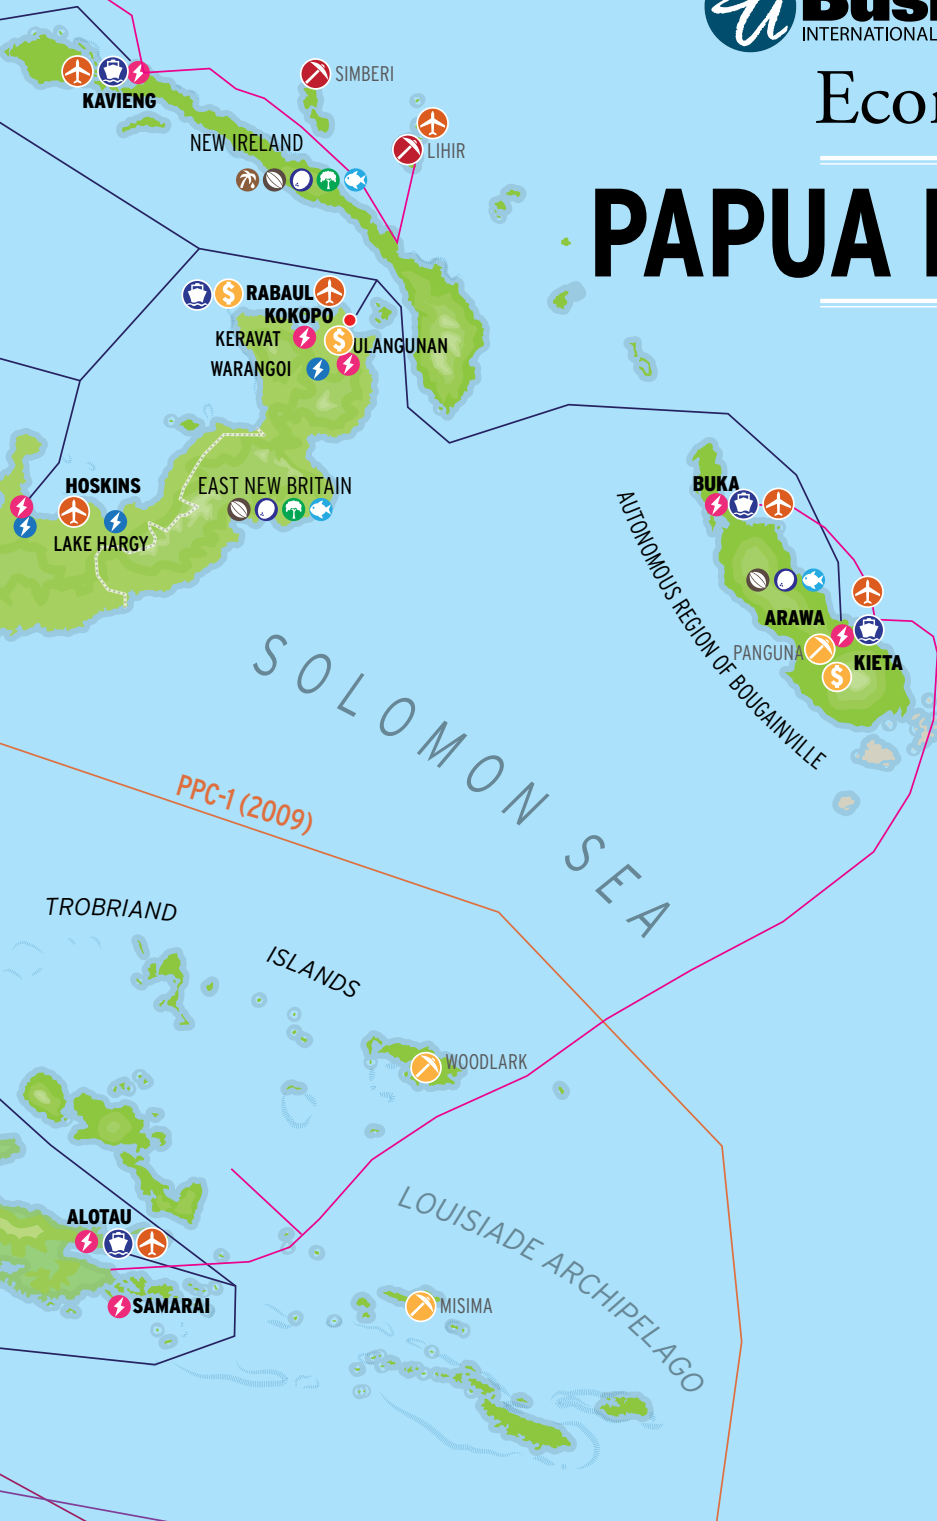 INTERNATIONAL
PAPUA
KAVIENG
SIMBERI
NEW IRELAND
LIHIR
$ RABAUL
KOKOPO
KERAVAT
$ ULANGUNAN
WARANGOI
HOSKINS
EAST NEW BRITAIN
LAKE HARGY
BUKA
AUTONOMOUS REGION OF BOUGAINVILLE
ARAWA
PANGUNA
KIETA
$
SOLOMON SEA
PPC-1 (2009)
TROBRIAND
ISLANDS
WOODLARK
LOUISIADE ARCHIPELAGO
ALOTAU
SAMARAI
MISIMA